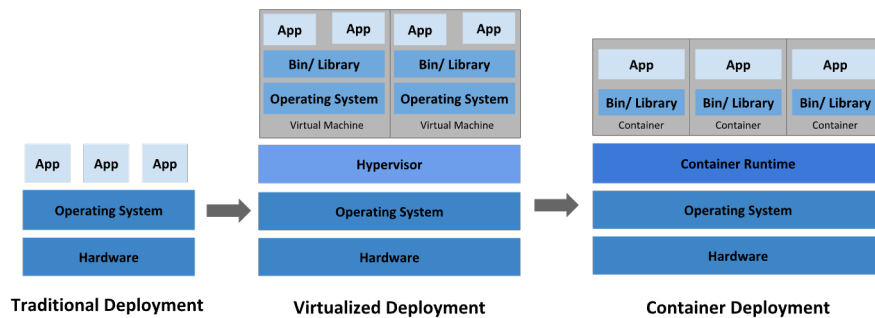 App
App
App
Operating System
Hardware
Traditional Deployment
App
App
Bin/ Library
Operating System
Virtual Machine
App
App
Bin/ Library
Operating System
Virtual Machine
Hypervisor
Operating System
Hardware
Virtualized Deployment
App
Bin/ Library
Container
App
Bin/ Library
Container
App
Bin/ Library
Container
Container Runtime
Operating System
Hardware
Container Deployment